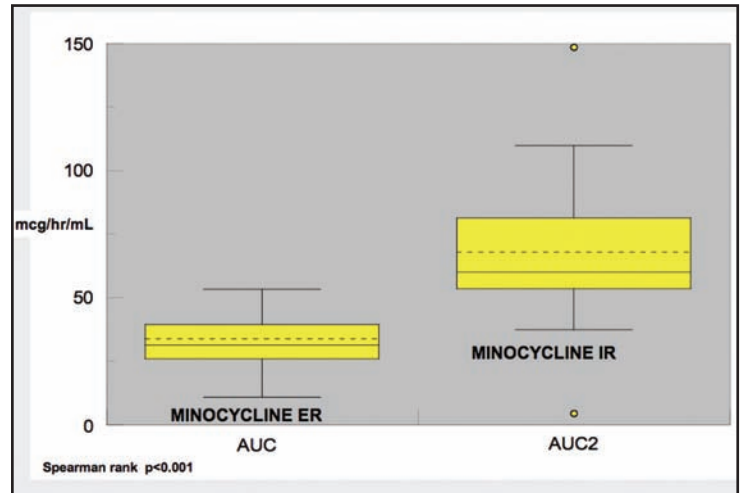 150
100
mcg/hr/mL
50
MINOCYCLINE IR
MINOCYCLINE ER
0
AUC
AUC2
Spearman rank p<0.001